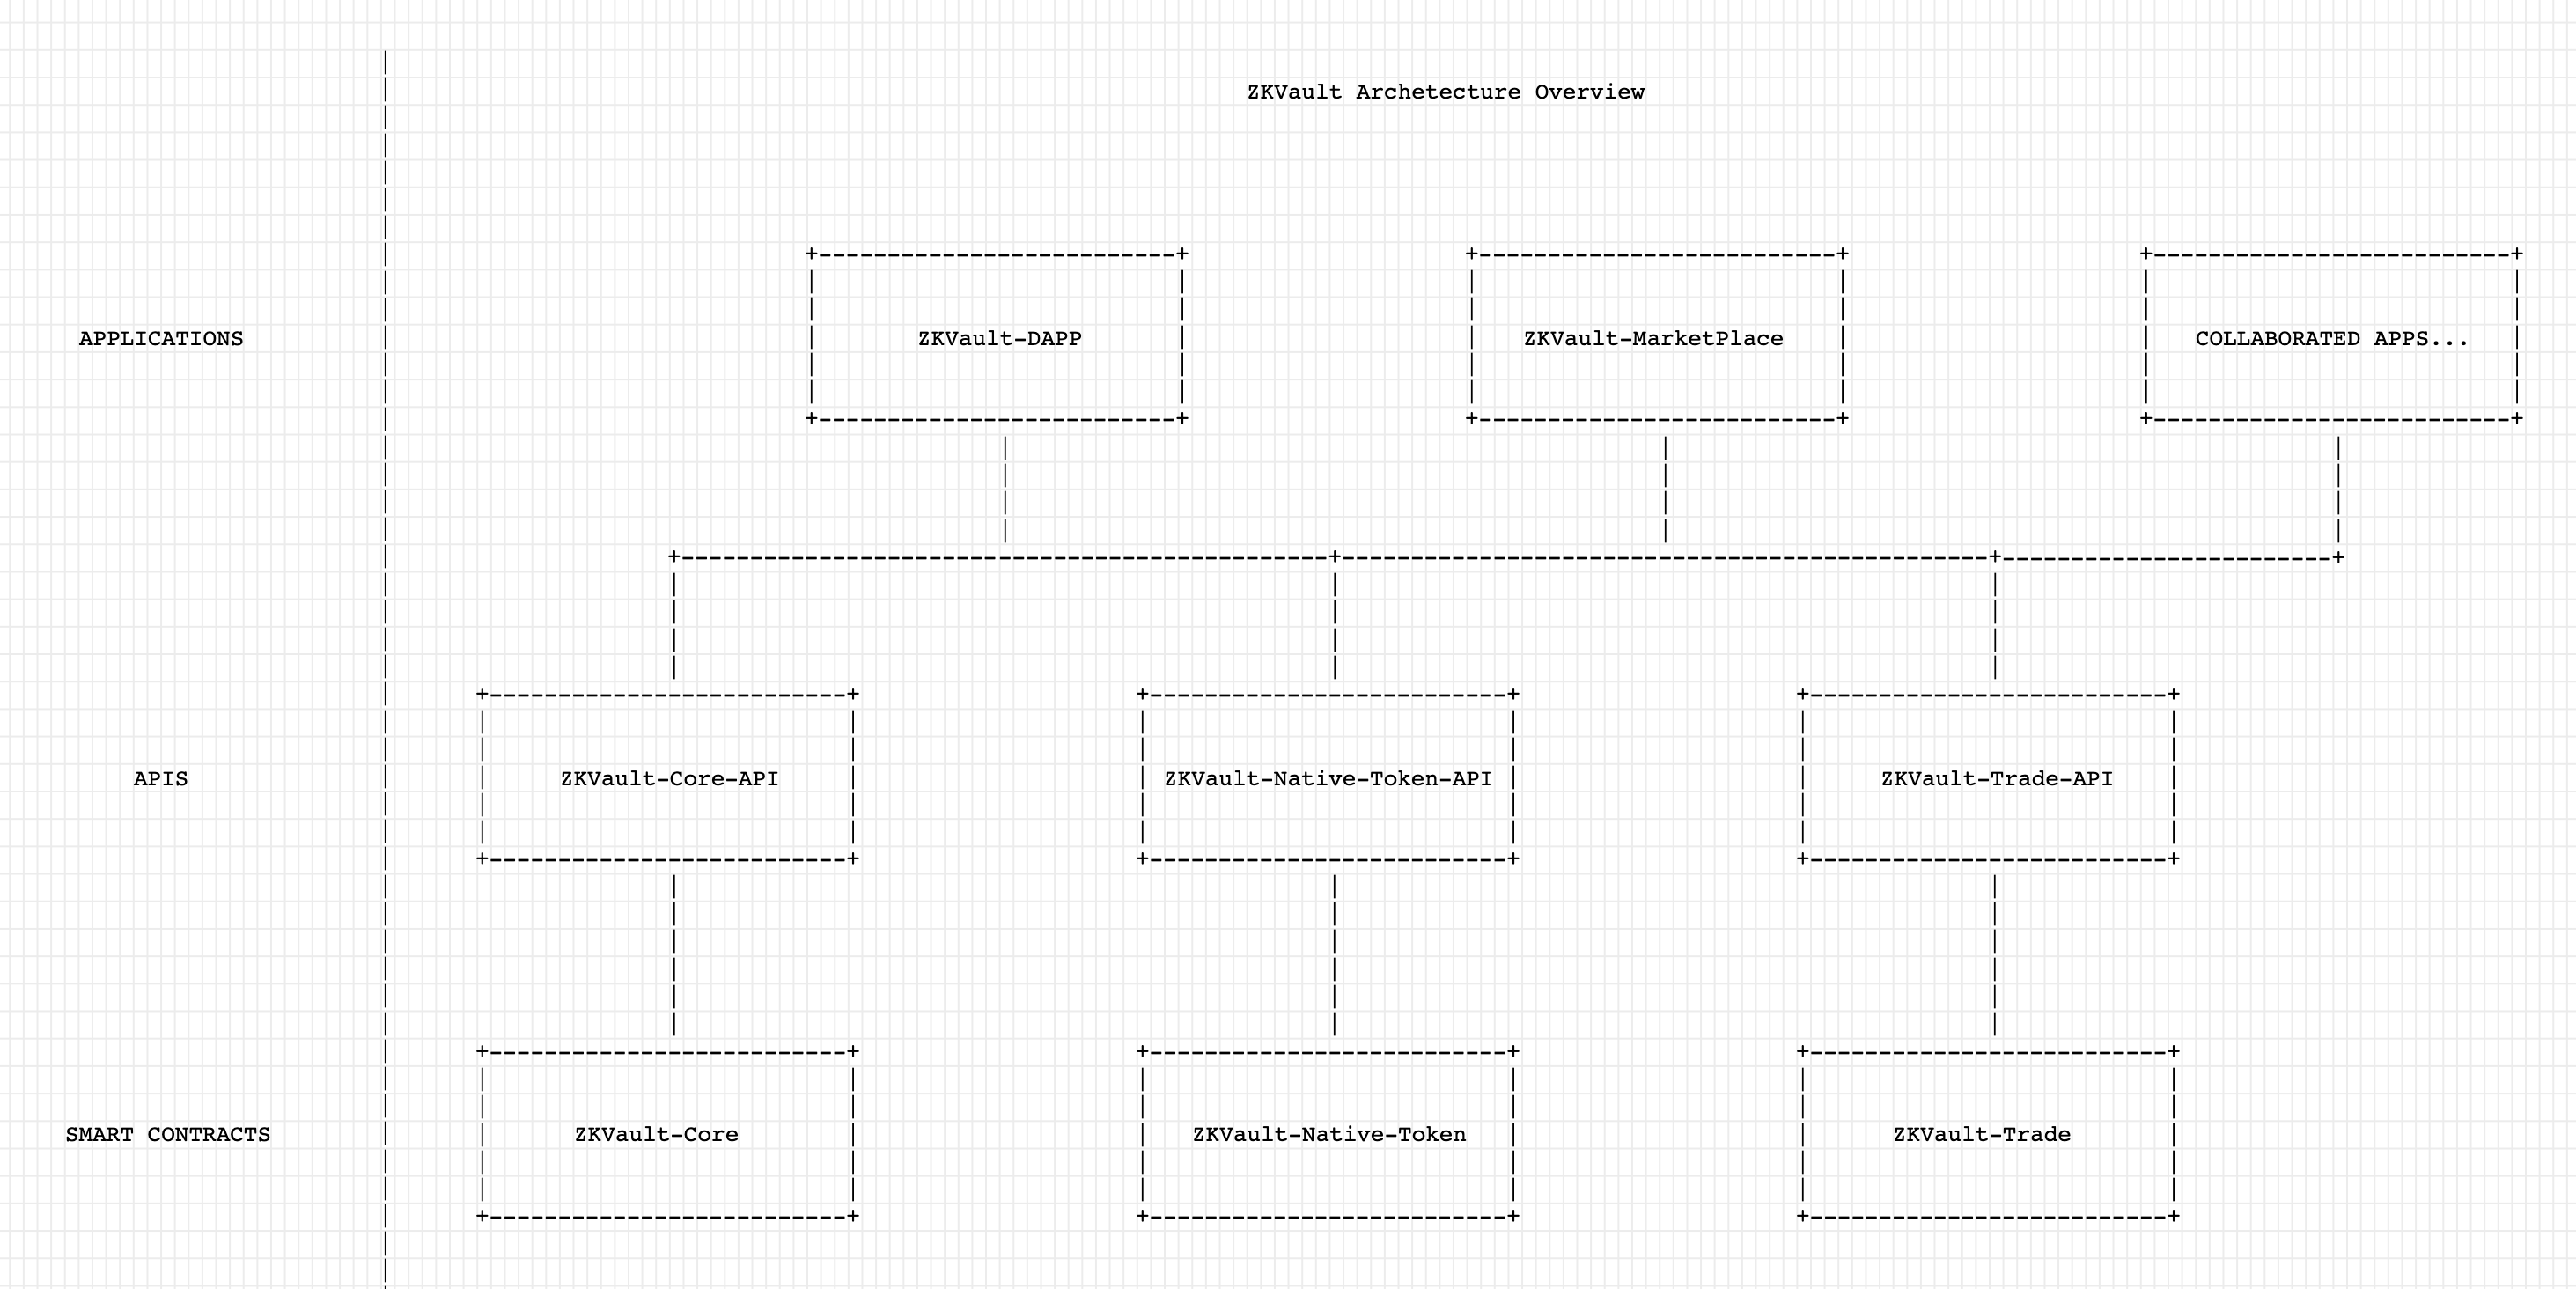 ZKVault Archetecture Overview
APPLICATIONS
ZKVault-DAPP
ZKVault-MarketPlace
COLLABORATED APPS...
APIS
ZKVault-Core-API
ZKVault-Native-Token-API
ZKVault-Trade-API
SMART CONTRACTS
ZKVault-Core
ZKVault-Native-Token
ZKVault-Trade